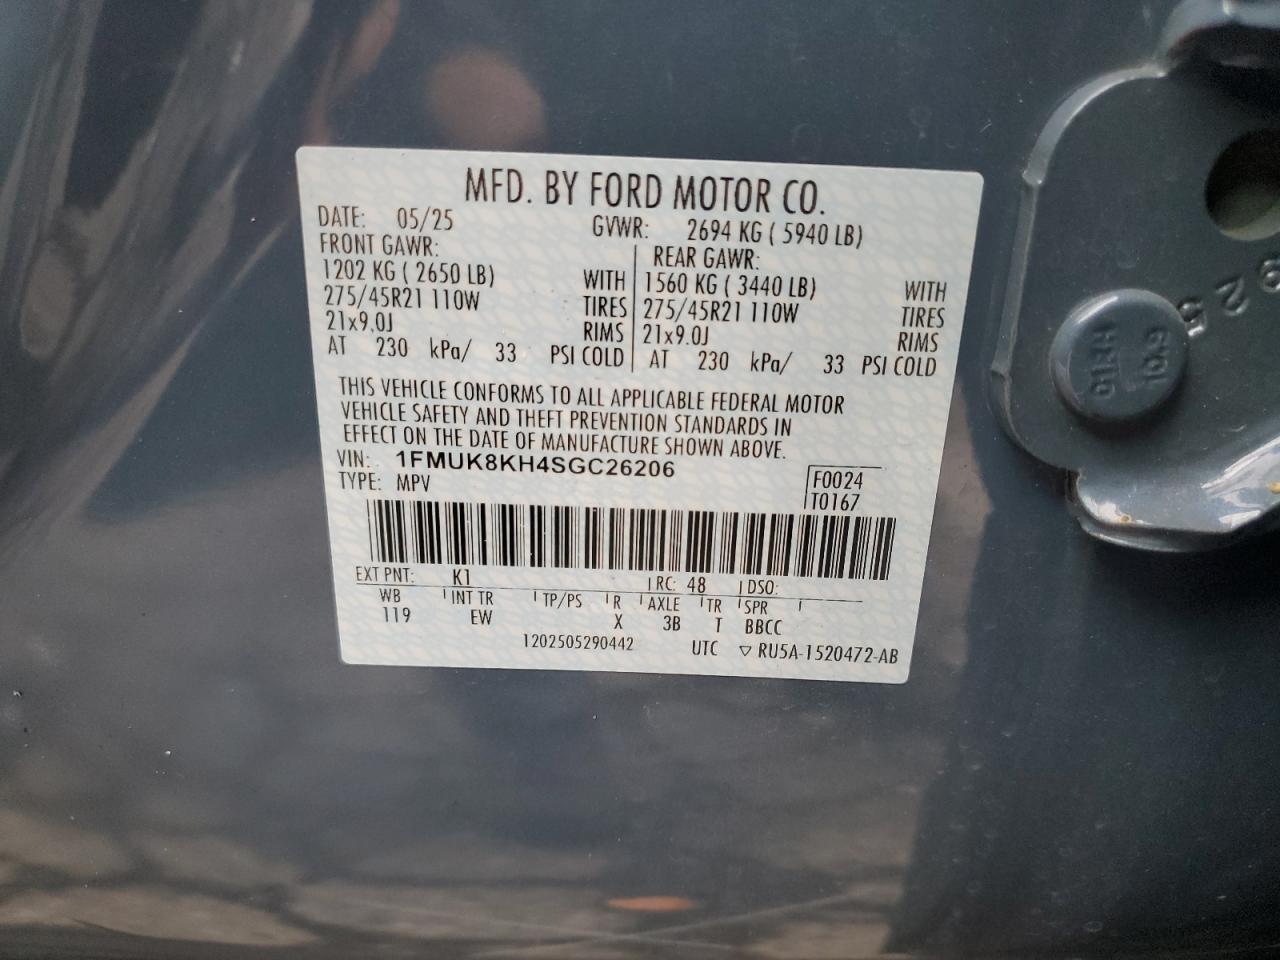 MFD. BY FORD MOTOR CO.
DATE: 05/25 GVWR: 2694 KG ( 5940 LB)
FRONT GAWR: REAR GAWR:
1202 KG ( 2650 LB) WITH 1560 KG ( 3440 LB) WITH
275/45R21 110W TIRES 275/45R21 110W TIRES
21x9.0J RIMS 21x9.0J RIMS
AT 230 kPa/ 33 PSI COLD AT 230 kPa/ 33 PSI COLD
THIS VEHICLE CONFORMS TO ALL APPLICABLE FEDERAL MOTOR
VEHICLE SAFETY AND THEFT PREVENTION STANDARDS IN
EFFECT ON THE DATE OF MANUFACTURE SHOWN ABOVE.
VIN: 1FMUK8KH4SGC26206 F0024
TYPE: MPV T0167
EXT PNT: K1 RC: 48 DSO:
WB INT TR TP/PS R AXLE TR SPR
119 EW X 3B T BBCC
1202505290442 UTC ▽ RU5A-1520472-AB
10.9